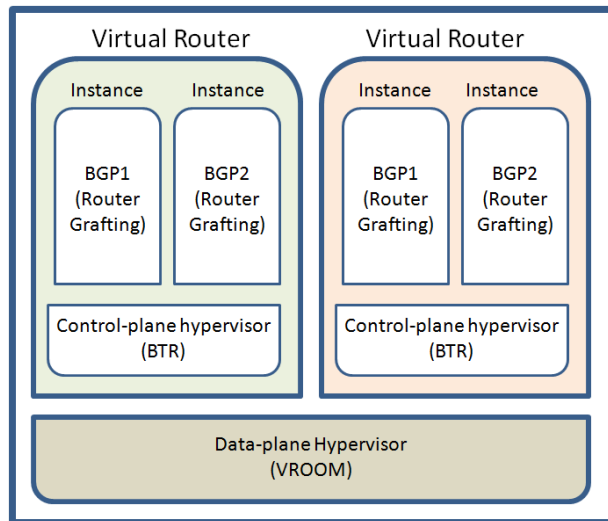 Virtual Router
Virtual Router
Instance
Instance
Instance
Instance
BGP1
(Router
Grafting)
BGP2
(Router
Grafting)
BGP1
(Router
Grafting)
BGP2
(Router
Grafting)
Control-plane hypervisor
(BTR)
Control-plane hypervisor
(BTR)
Data-plane Hypervisor
(VROOM)